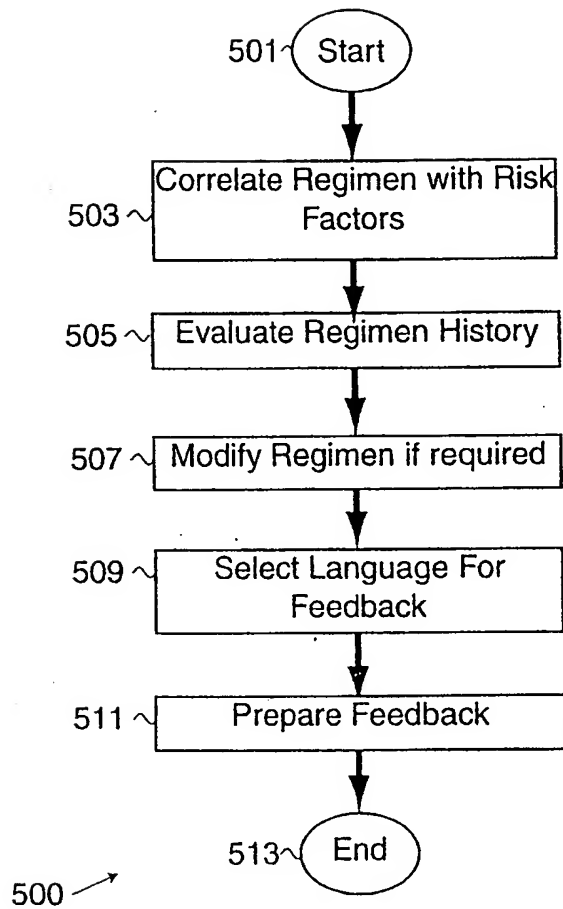 501
Start
503
Correlate Regimen with Risk
Factors
505
Evaluate Regimen History
507
Modify Regimen if required
509
Select Language For
Feedback
511
Prepare Feedback
513
End
500